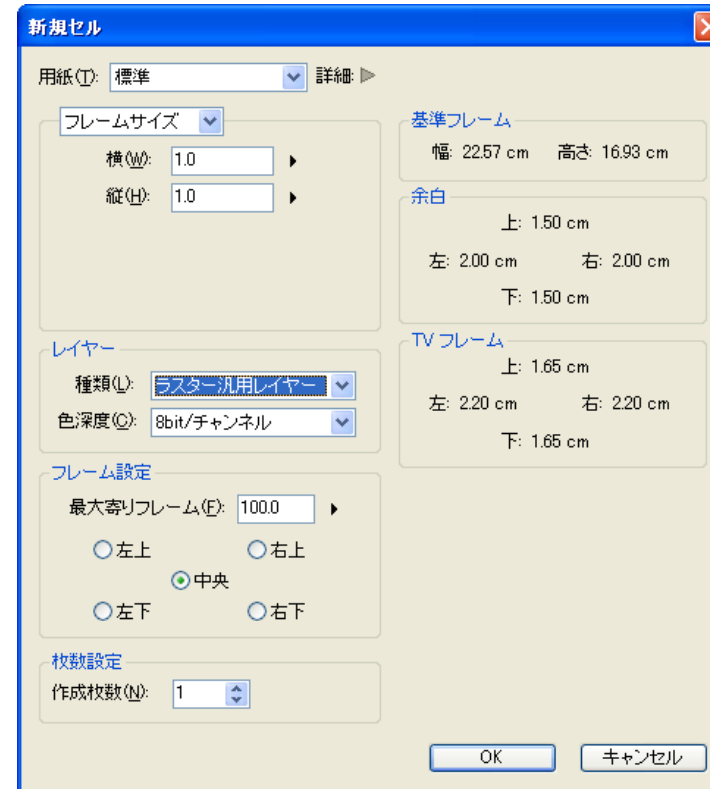 新規セル
用紙(T): 標準 詳細:
フレームサイズ
横(W): 1.0
縦(H): 1.0
レイヤー
種類(L): ラスター汎用レイヤー
色深度(C): 8bit/チャンネル
フレーム設定
最大寄りフレーム(F): 100.0
左上 右上
中央
左下 右下
枚数設定
作成枚数(N): 1
基準フレーム
幅: 22.57 cm 高さ: 16.93 cm
余白
上: 1.50 cm
左: 2.00 cm 右: 2.00 cm
下: 1.50 cm
TV フレーム
上: 1.65 cm
左: 2.20 cm 右: 2.20 cm
下: 1.65 cm
OK キャンセル